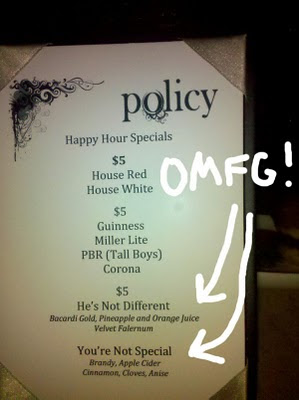 policy
Happy Hour Specials
$5
House Red
House White
OMFG!
$5
Guinness
Miller Lite
PBR (Tall Boys)
Corona
$5
He's Not Different
Bacardi Gold, Pineapple and Orange Juice
Velvet Falernum
You're Not Special
Brandy, Apple Cider
Cinnamon, Cloves, Anise